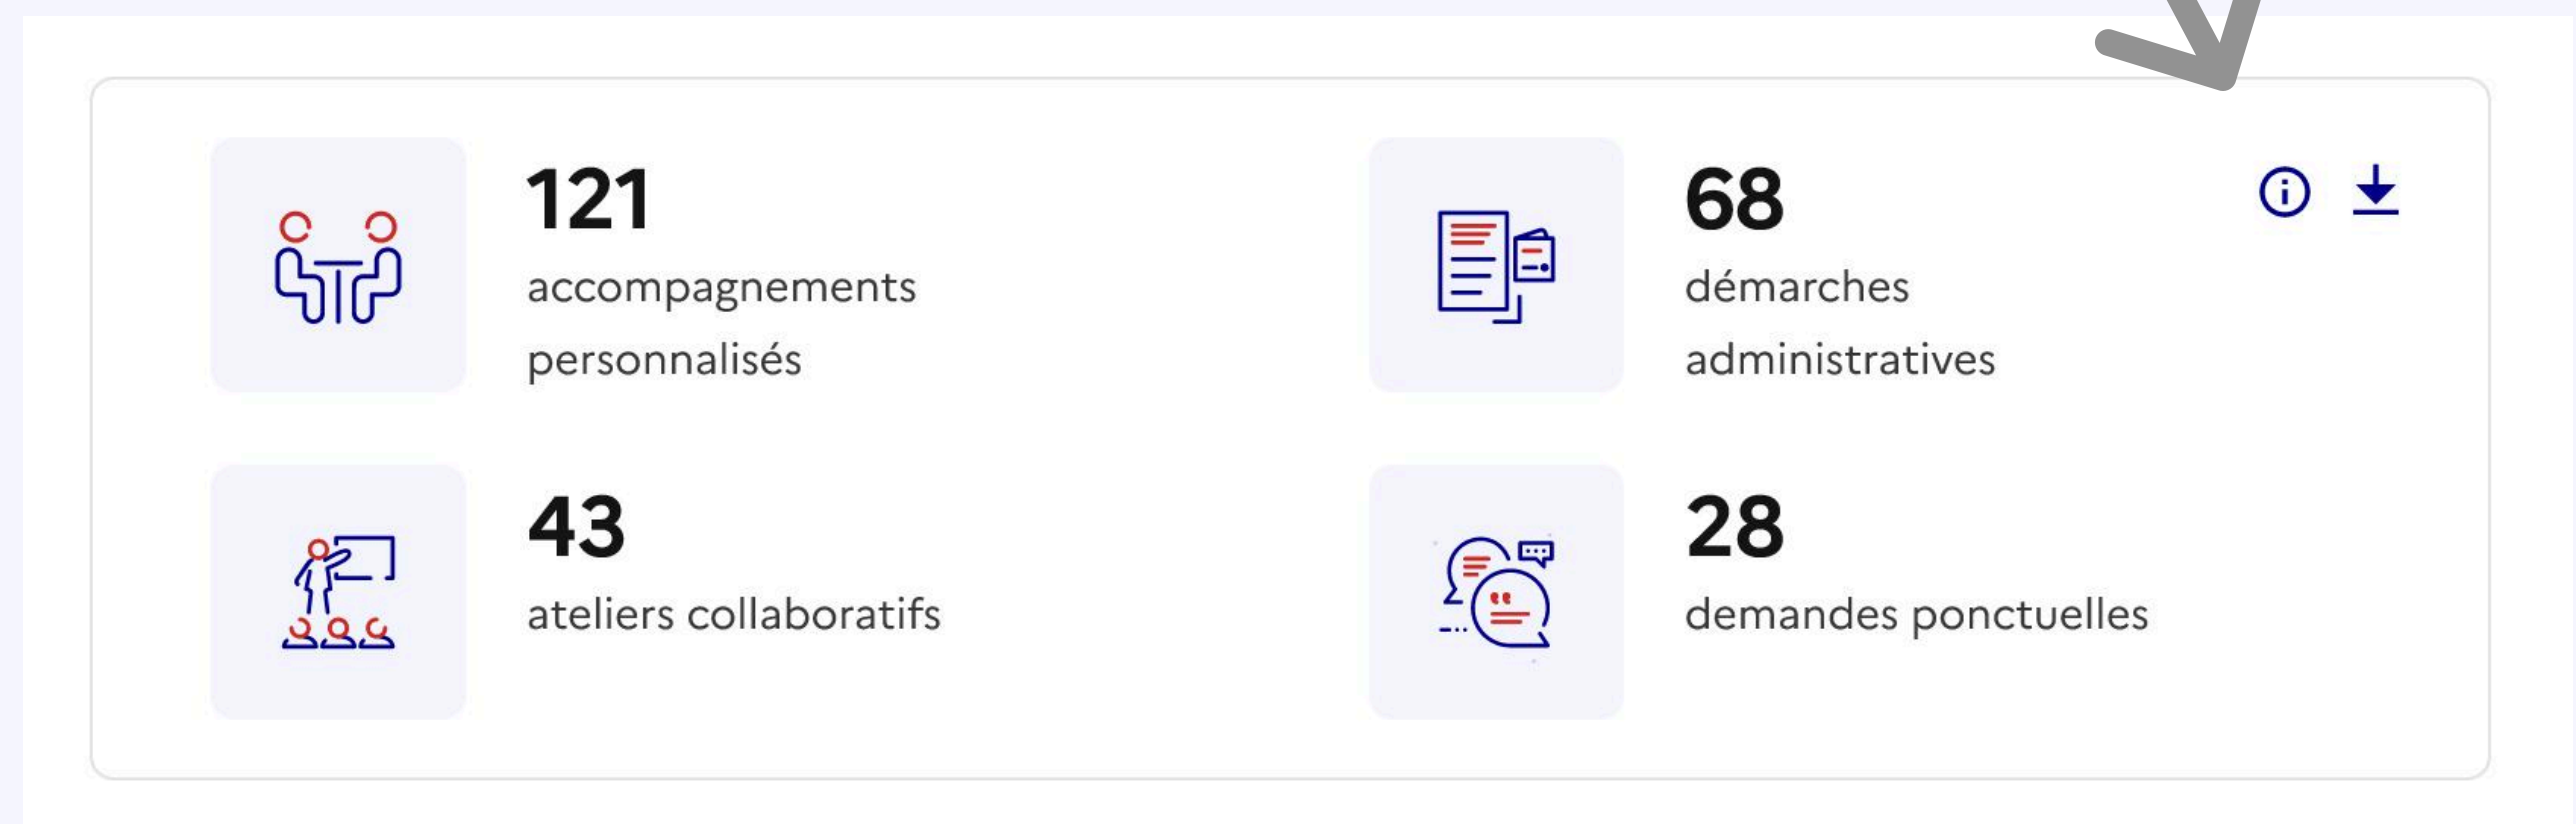 121
accompagnements
personnalisés
68
démarches
administratives
43
ateliers collaboratifs
28
demandes ponctuelles